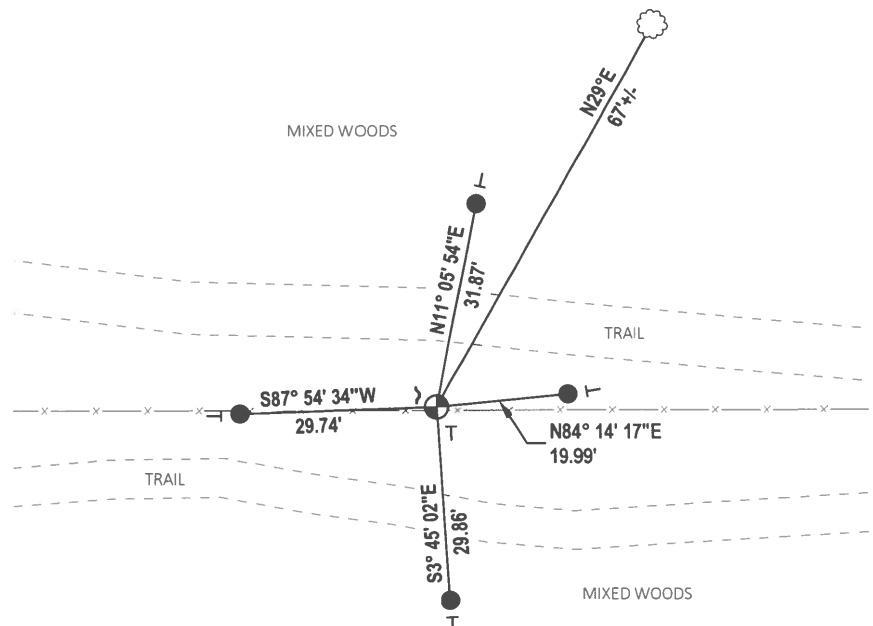 N29°E
67'+/-
MIXED WOODS
T
N11° 05' 54"E
31.87'
TRAIL
S87° 54' 34"W
29.74'
T
T
T
N84° 14' 17"E
19.99'
TRAIL
S3° 45' 02"E
29.86'
MIXED WOODS
T